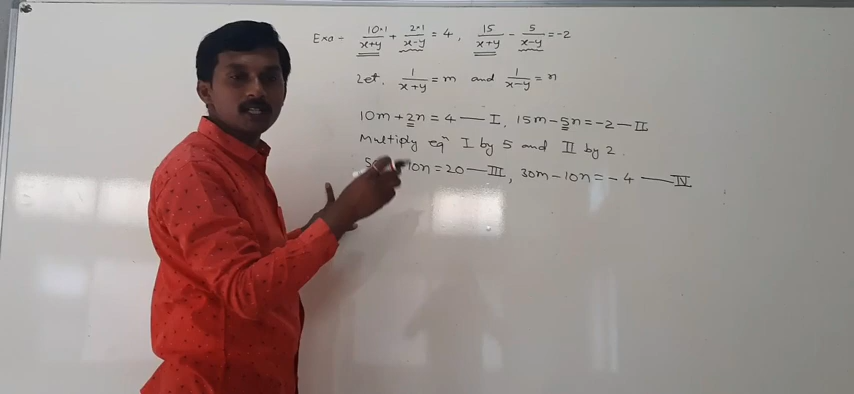 Exa - 10×1/x+y + 2×1/x-y = 4, 15/x+y - 5/x-y = -2
Let. 1/x+y = m and 1/x-y = n
10m + 2n = 4 — I, 15m - 5n = -2 — II
Multiply eqn I by 5 and II by 2.
10n = 20 — III, 30m - 10n = -4 — IV